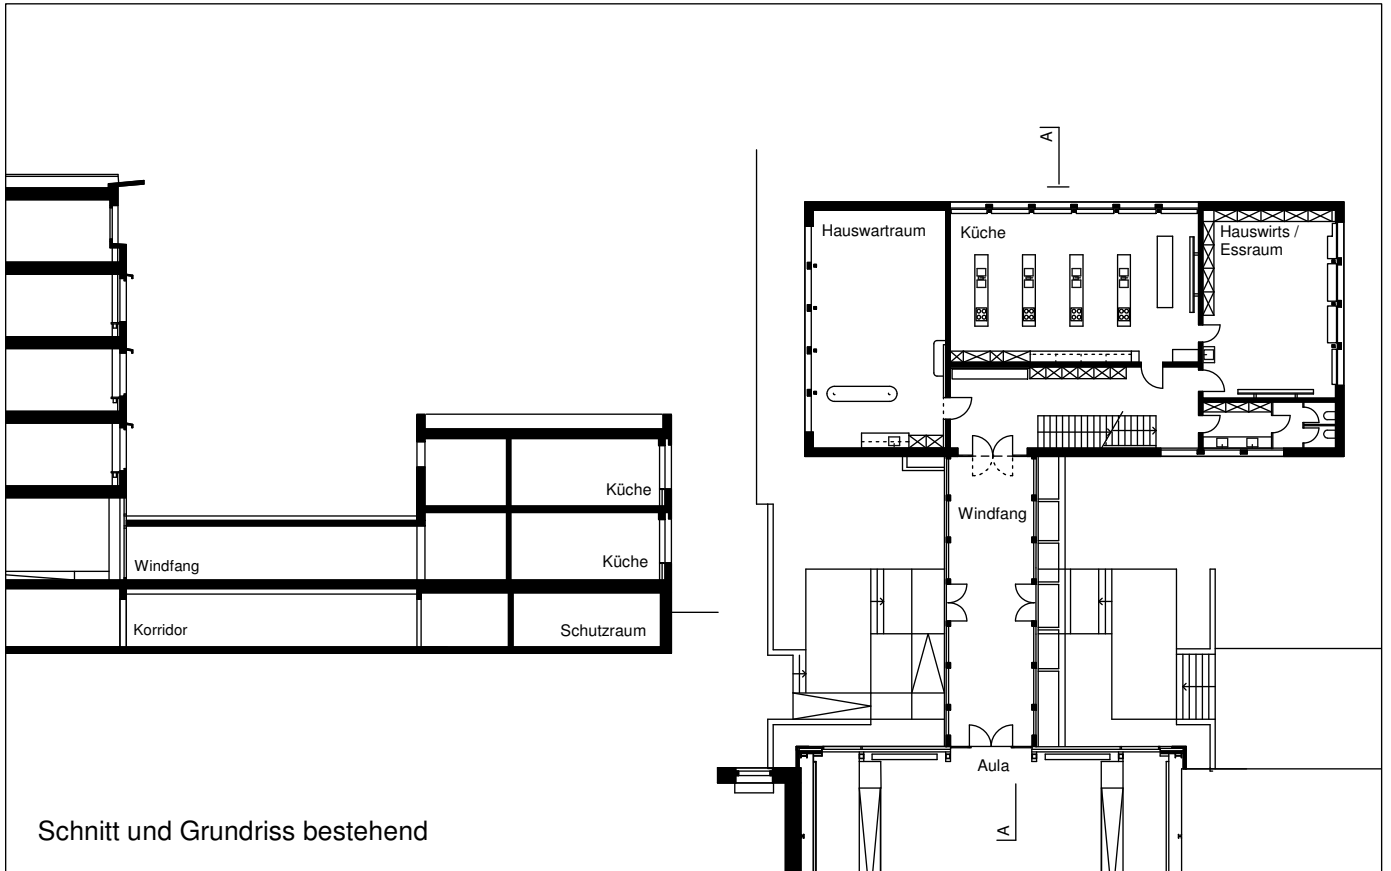 Küche
Küche
Windfang
Korridor
Schutzraum
A
Hauswartraum
Küche
Hauswirts /
Essraum
Windfang
Aula
A
Schnitt und Grundriss bestehend